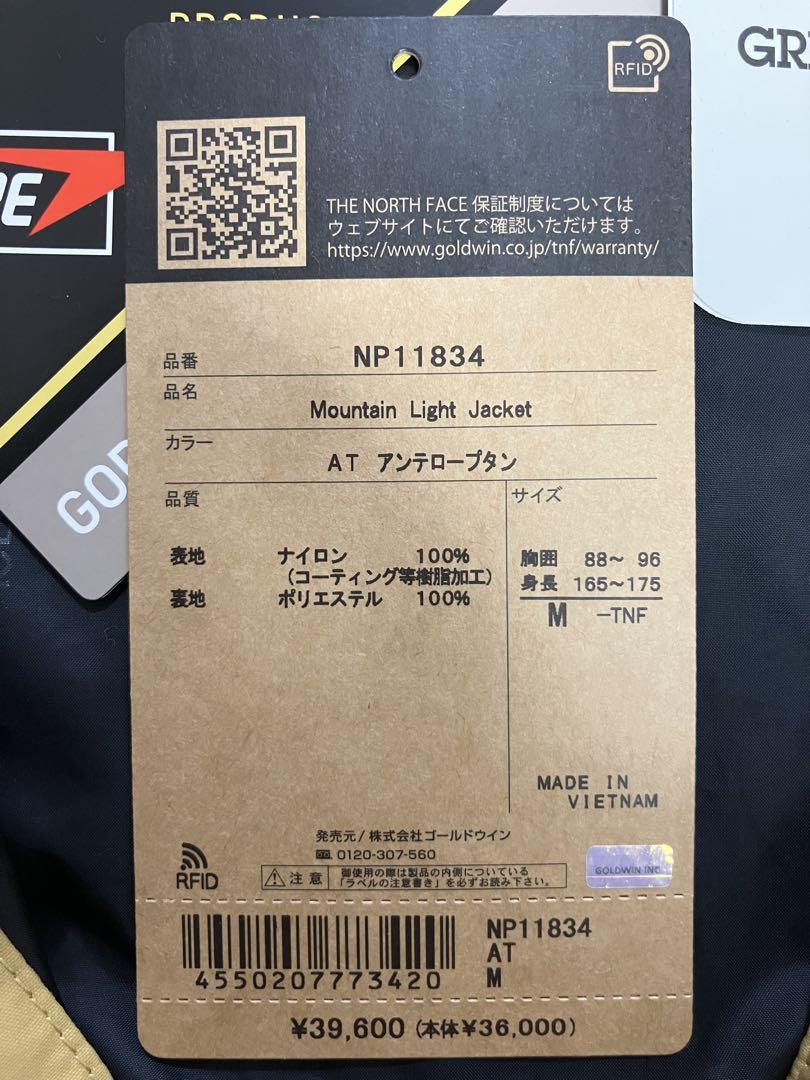 RFID
THE NORTH FACE 保証制度については
ウェブサイトにてご確認いただけます。
https://www.goldwin.co.jp/tnf/warranty/
品番 NP11834
品名
Mountain Light Jacket
カラー
AT アンテロープタン
品質
サイズ
表地 ナイロン 100%
(コーティング等樹脂加工)
裏地 ポリエステル 100%
胸囲 88～ 96
身長 165～175
M -TNF
MADE IN
VIETNAM
発売元/株式会社ゴールドウイン
0120-307-560
RFID
注意
御使用の際は製品の内側についている
「ラベルの注意書き」を必ずお読み下さい。
GOLDWIN INC.
4550207773420
NP11834
AT
M
¥39,600 (本体¥36,000)